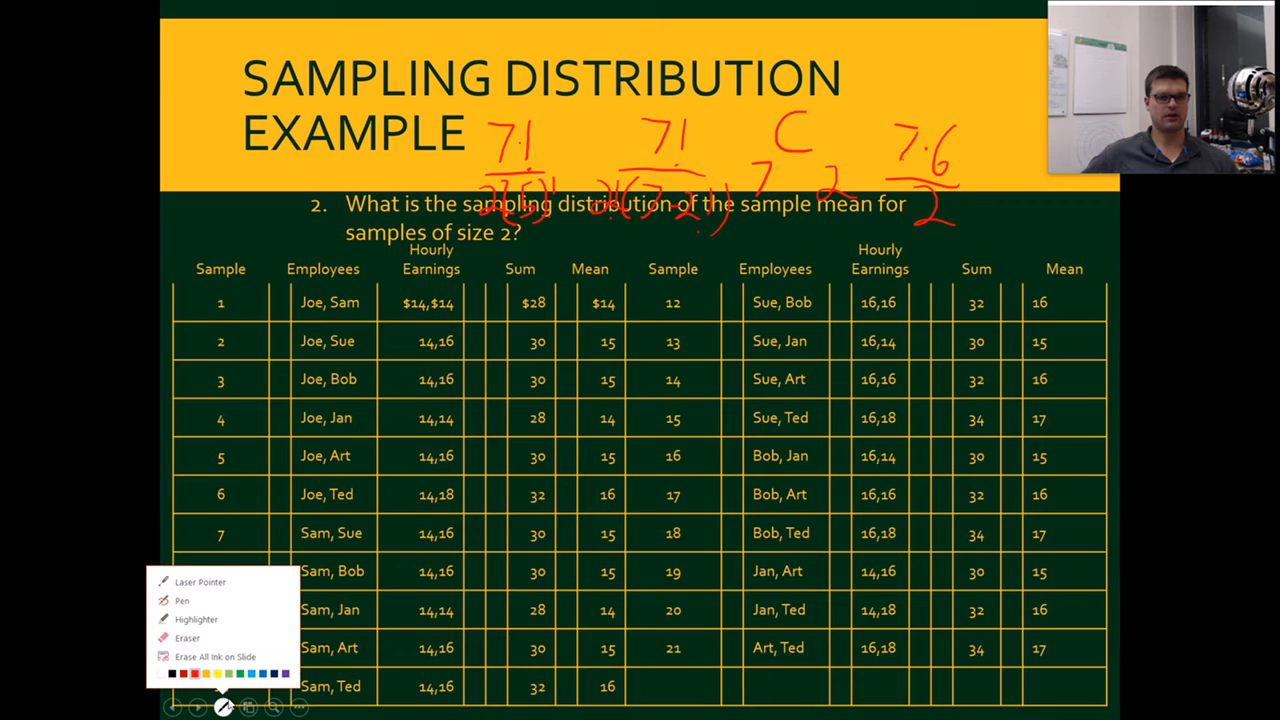 SAMPLING DISTRIBUTION
EXAMPLE
7!
2!(5)!
7!
2!(7-2!)
7 C 2
7.6
2
2. What is the sampling distribution of the sample mean for
samples of size 2?
Sample Employees Hourly Earnings Sum Mean Sample Employees Hourly Earnings Sum Mean
1 Joe, Sam $14,$14 $28 $14 12 Sue, Bob 16,16 32 16
2 Joe, Sue 14,16 30 15 13 Sue, Jan 16,14 30 15
3 Joe, Bob 14,16 30 15 14 Sue, Art 16,16 32 16
4 Joe, Jan 14,14 28 14 15 Sue, Ted 16,18 34 17
5 Joe, Art 14,16 30 15 16 Bob, Jan 16,14 30 15
6 Joe, Ted 14,18 32 16 17 Bob, Art 16,16 32 16
7 Sam, Sue 14,16 30 15 18 Bob, Ted 16,18 34 17
Sam, Bob 14,16 30 15 19 Jan, Art 14,16 30 15
Sam, Jan 14,14 28 14 20 Jan, Ted 14,18 32 16
Sam, Art 14,16 30 15 21 Art, Ted 16,18 34 17
Sam, Ted 14,16 32 16
Laser Pointer
Pen
Highlighter
Eraser
Erase All Ink on Slide